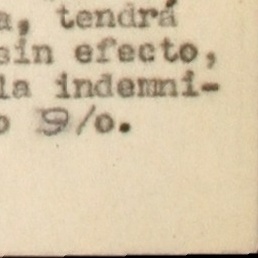 a, tendrá
sin efecto,
la indemni-
o 9/o.